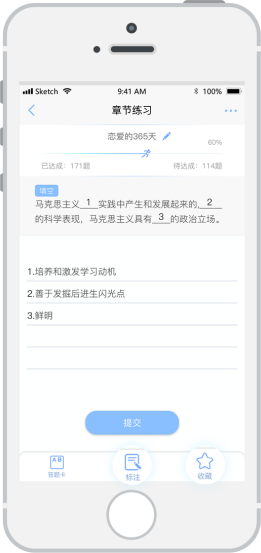 Sketch 9:41 AM 100%
章节练习
恋爱的365天
60%
已达成：171题 待达成：114题
填空
马克思主义__1__实践中产生和发展起来的,__2__
的科学表现，马克思主义具有__3__的政治立场。
1.培养和激发学习动机
2.善于发掘后进生闪光点
3.鲜明
提交
A B
答题卡 标注 收藏